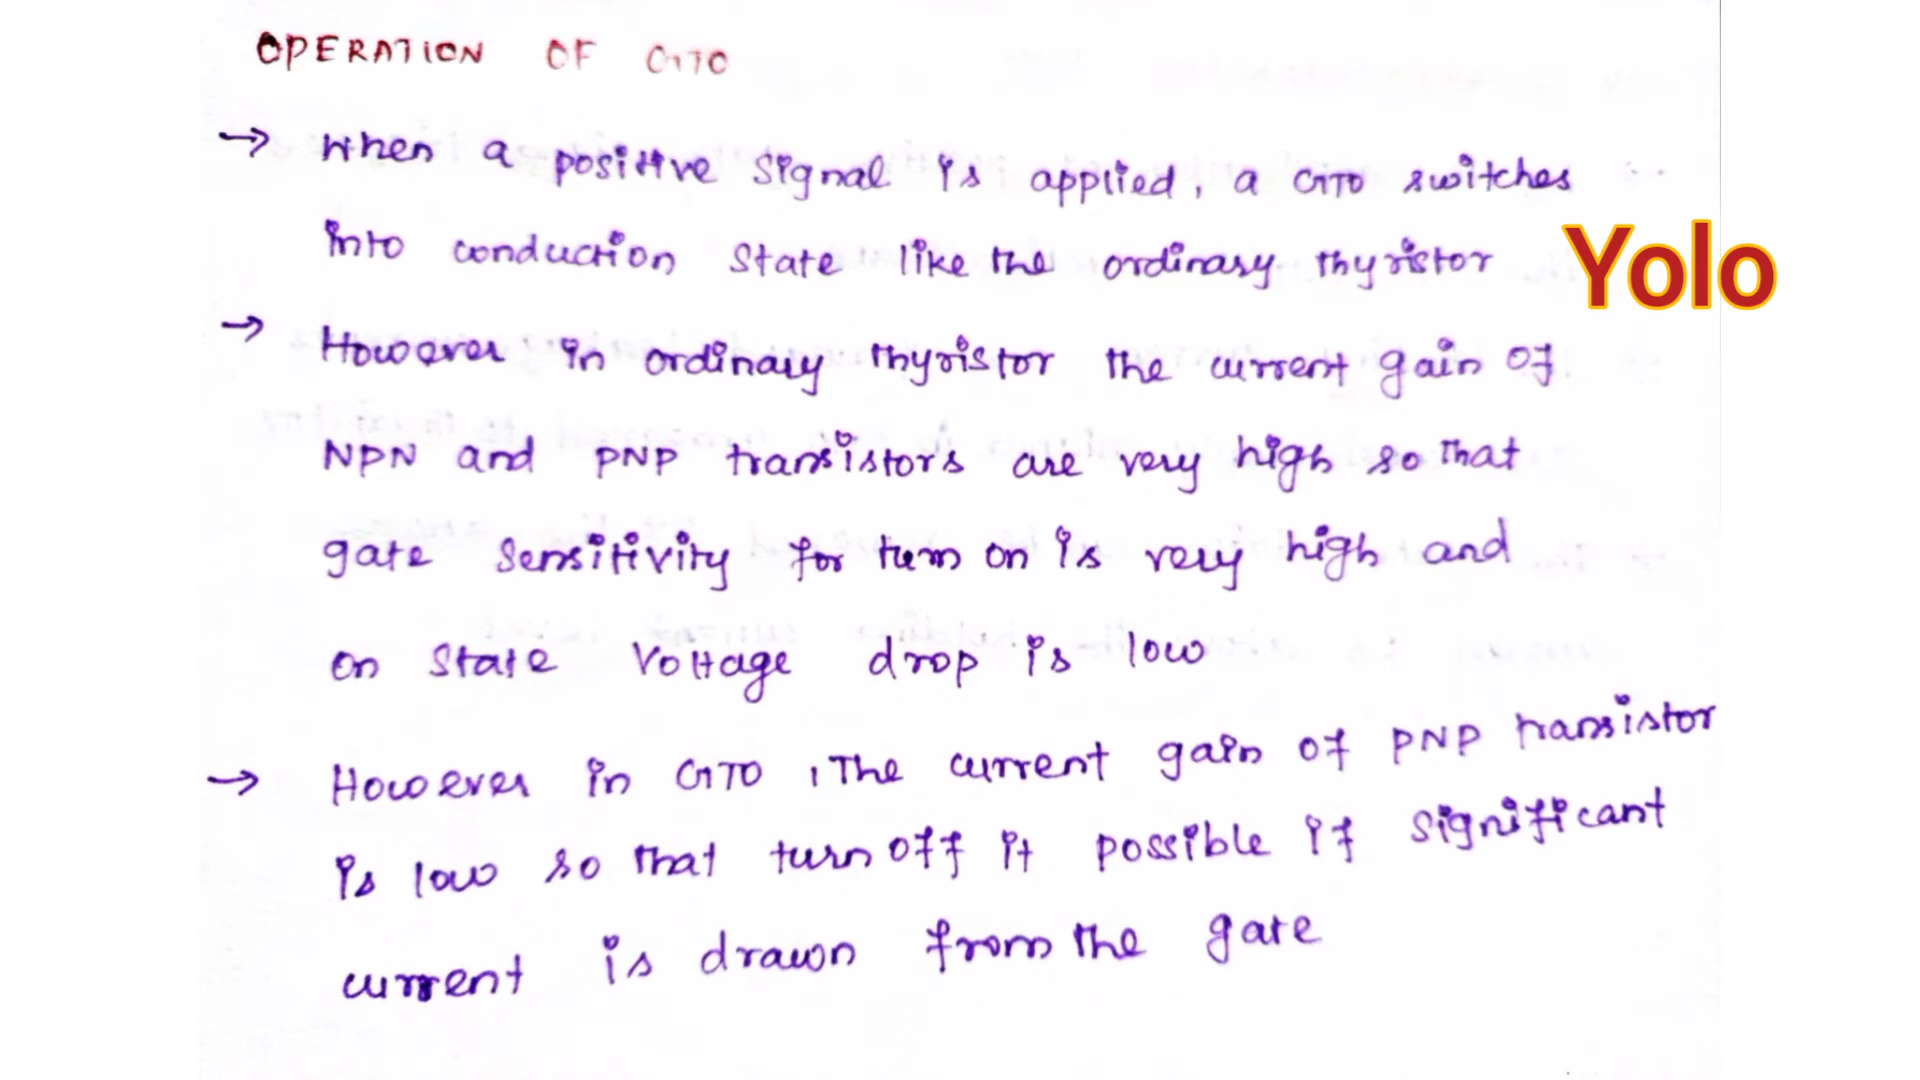 OPERATION OF GTO
→ When a positive signal is applied, a GTO switches
into conduction state like the ordinary thyristor
Yolo
→ However in ordinary thyristor the current gain of
NPN and PNP transistors are very high so that
gate sensitivity for turn on is very high and
on state voltage drop is low
→ However in GTO, The current gain of PNP transistor
is low so that turn off it possible if significant
current is drawn from the gate